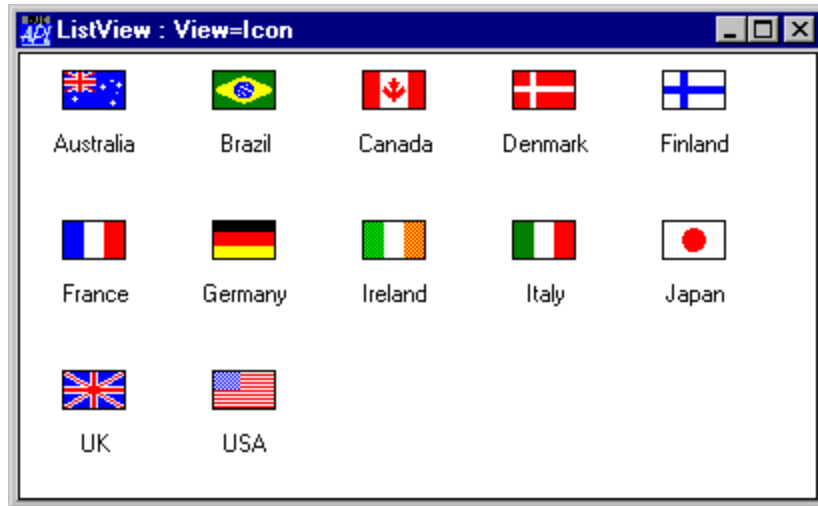 ListView : View=Icon
Australia Brazil Canada Denmark Finland
France Germany Ireland Italy Japan
UK USA